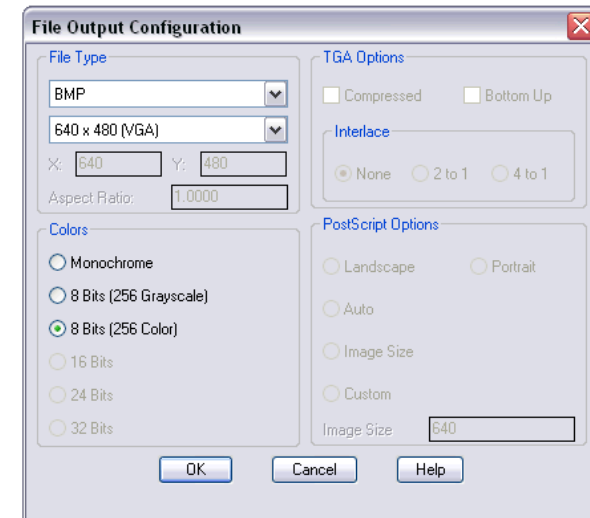 File Output Configuration
File Type
BMP
640 x 480 (VGA)
X: 640 Y: 480
Aspect Ratio: 1.0000
Colors
Monochrome
8 Bits (256 Grayscale)
8 Bits (256 Color)
16 Bits
24 Bits
32 Bits
TGA Options
Compressed Bottom Up
Interlace
None 2 to 1 4 to 1
PostScript Options
Landscape Portrait
Auto
Image Size
Custom
Image Size 640
OK Cancel Help